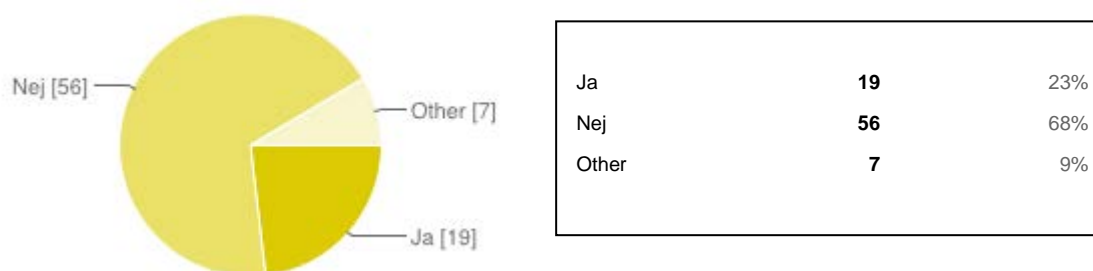 Nej [56]
Other [7]
Ja [19]
Ja 19 23%
Nej 56 68%
Other 7 9%